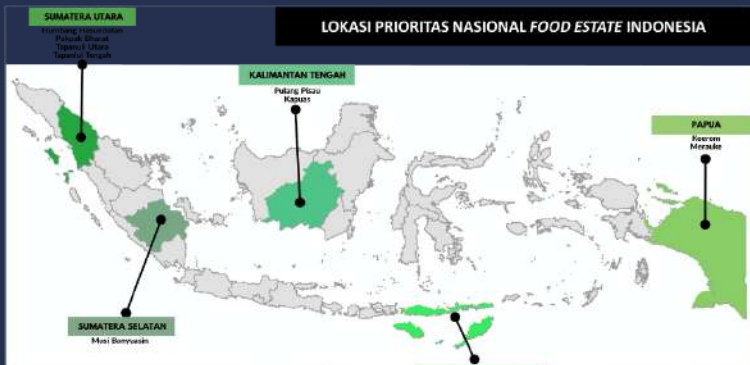 SUMATERA UTARA
Humbang Hasundutan
Pakpak Bharat
Tapanuli Utara
Tapanuli Tengah
LOKASI PRIORITAS NASIONAL FOOD ESTATE INDONESIA
KALIMANTAN TENGAH
Pulang Pisau
Kapuas
PAPUA
Keerom
Merauke
SUMATERA SELATAN
Musi Banyuasin